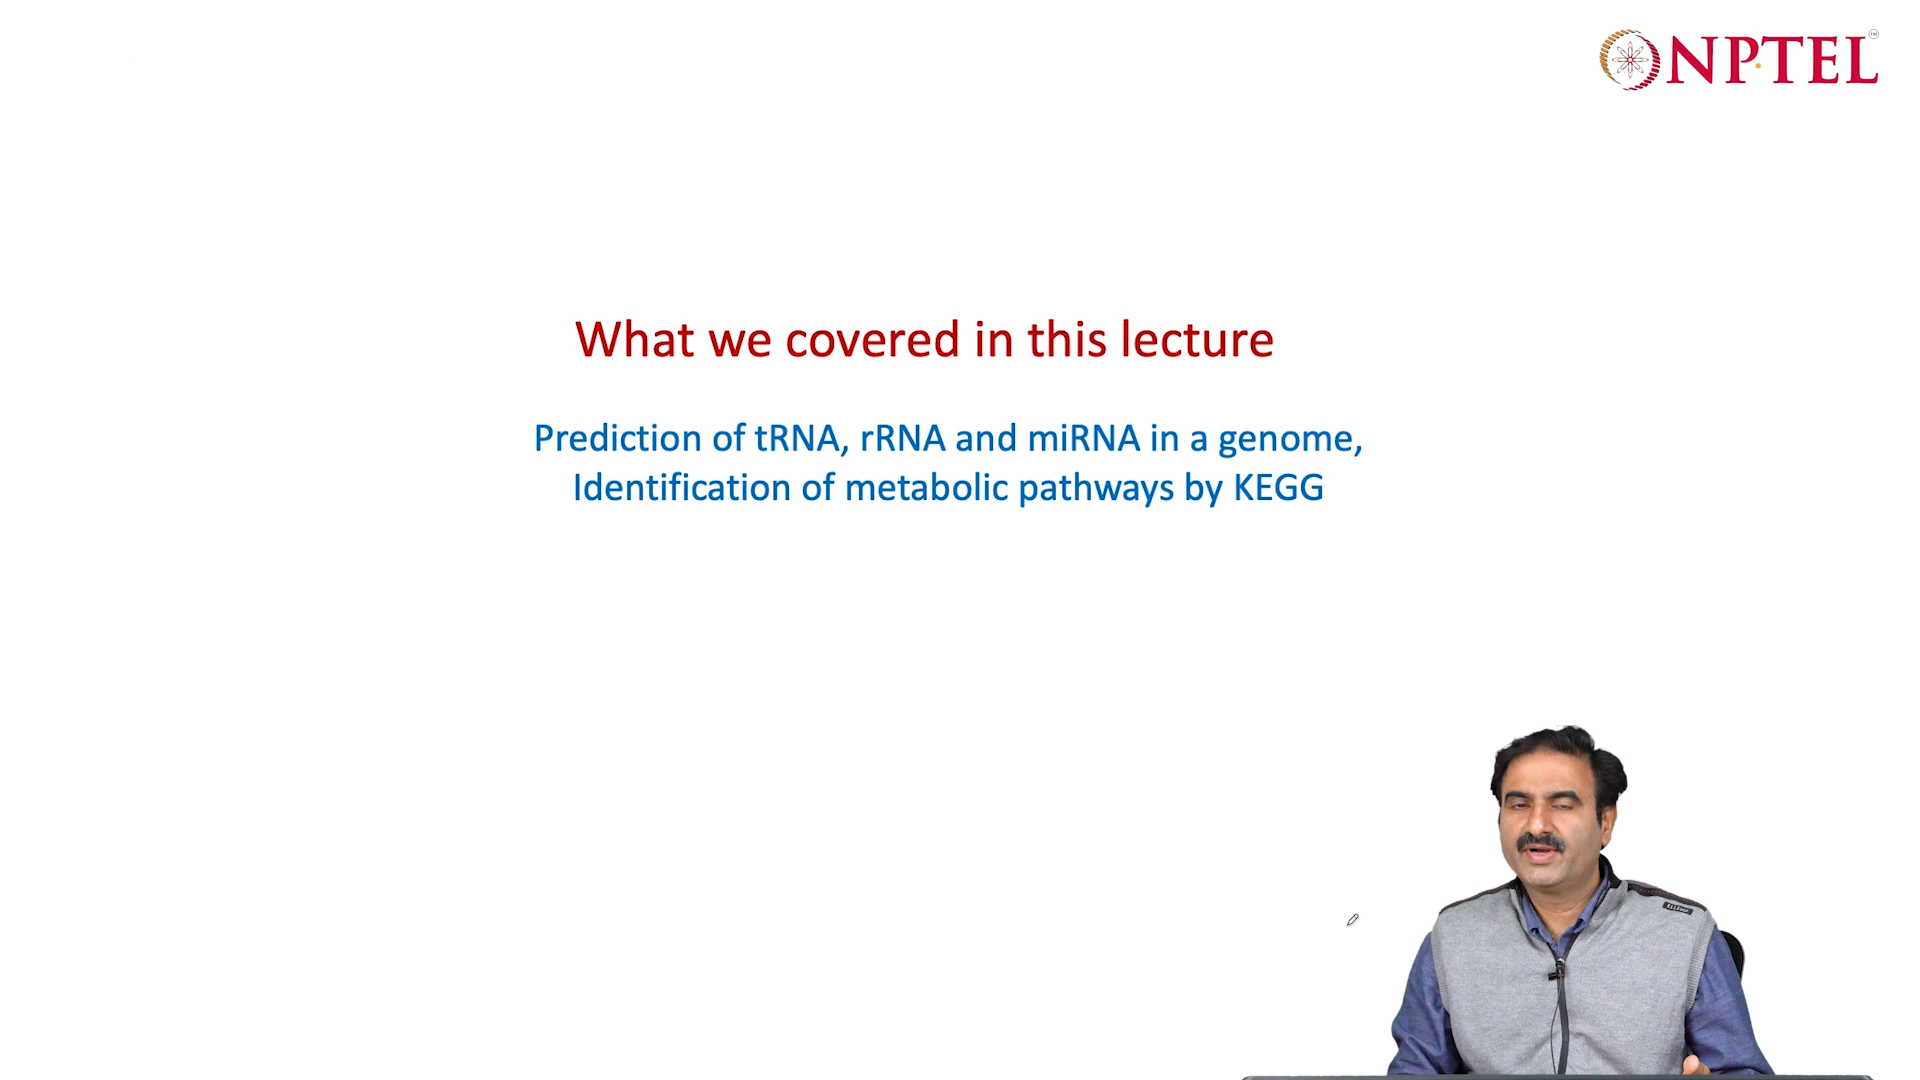 NPTEL
TM
What we covered in this lecture
Prediction of tRNA, rRNA and miRNA in a genome,
Identification of metabolic pathways by KEGG